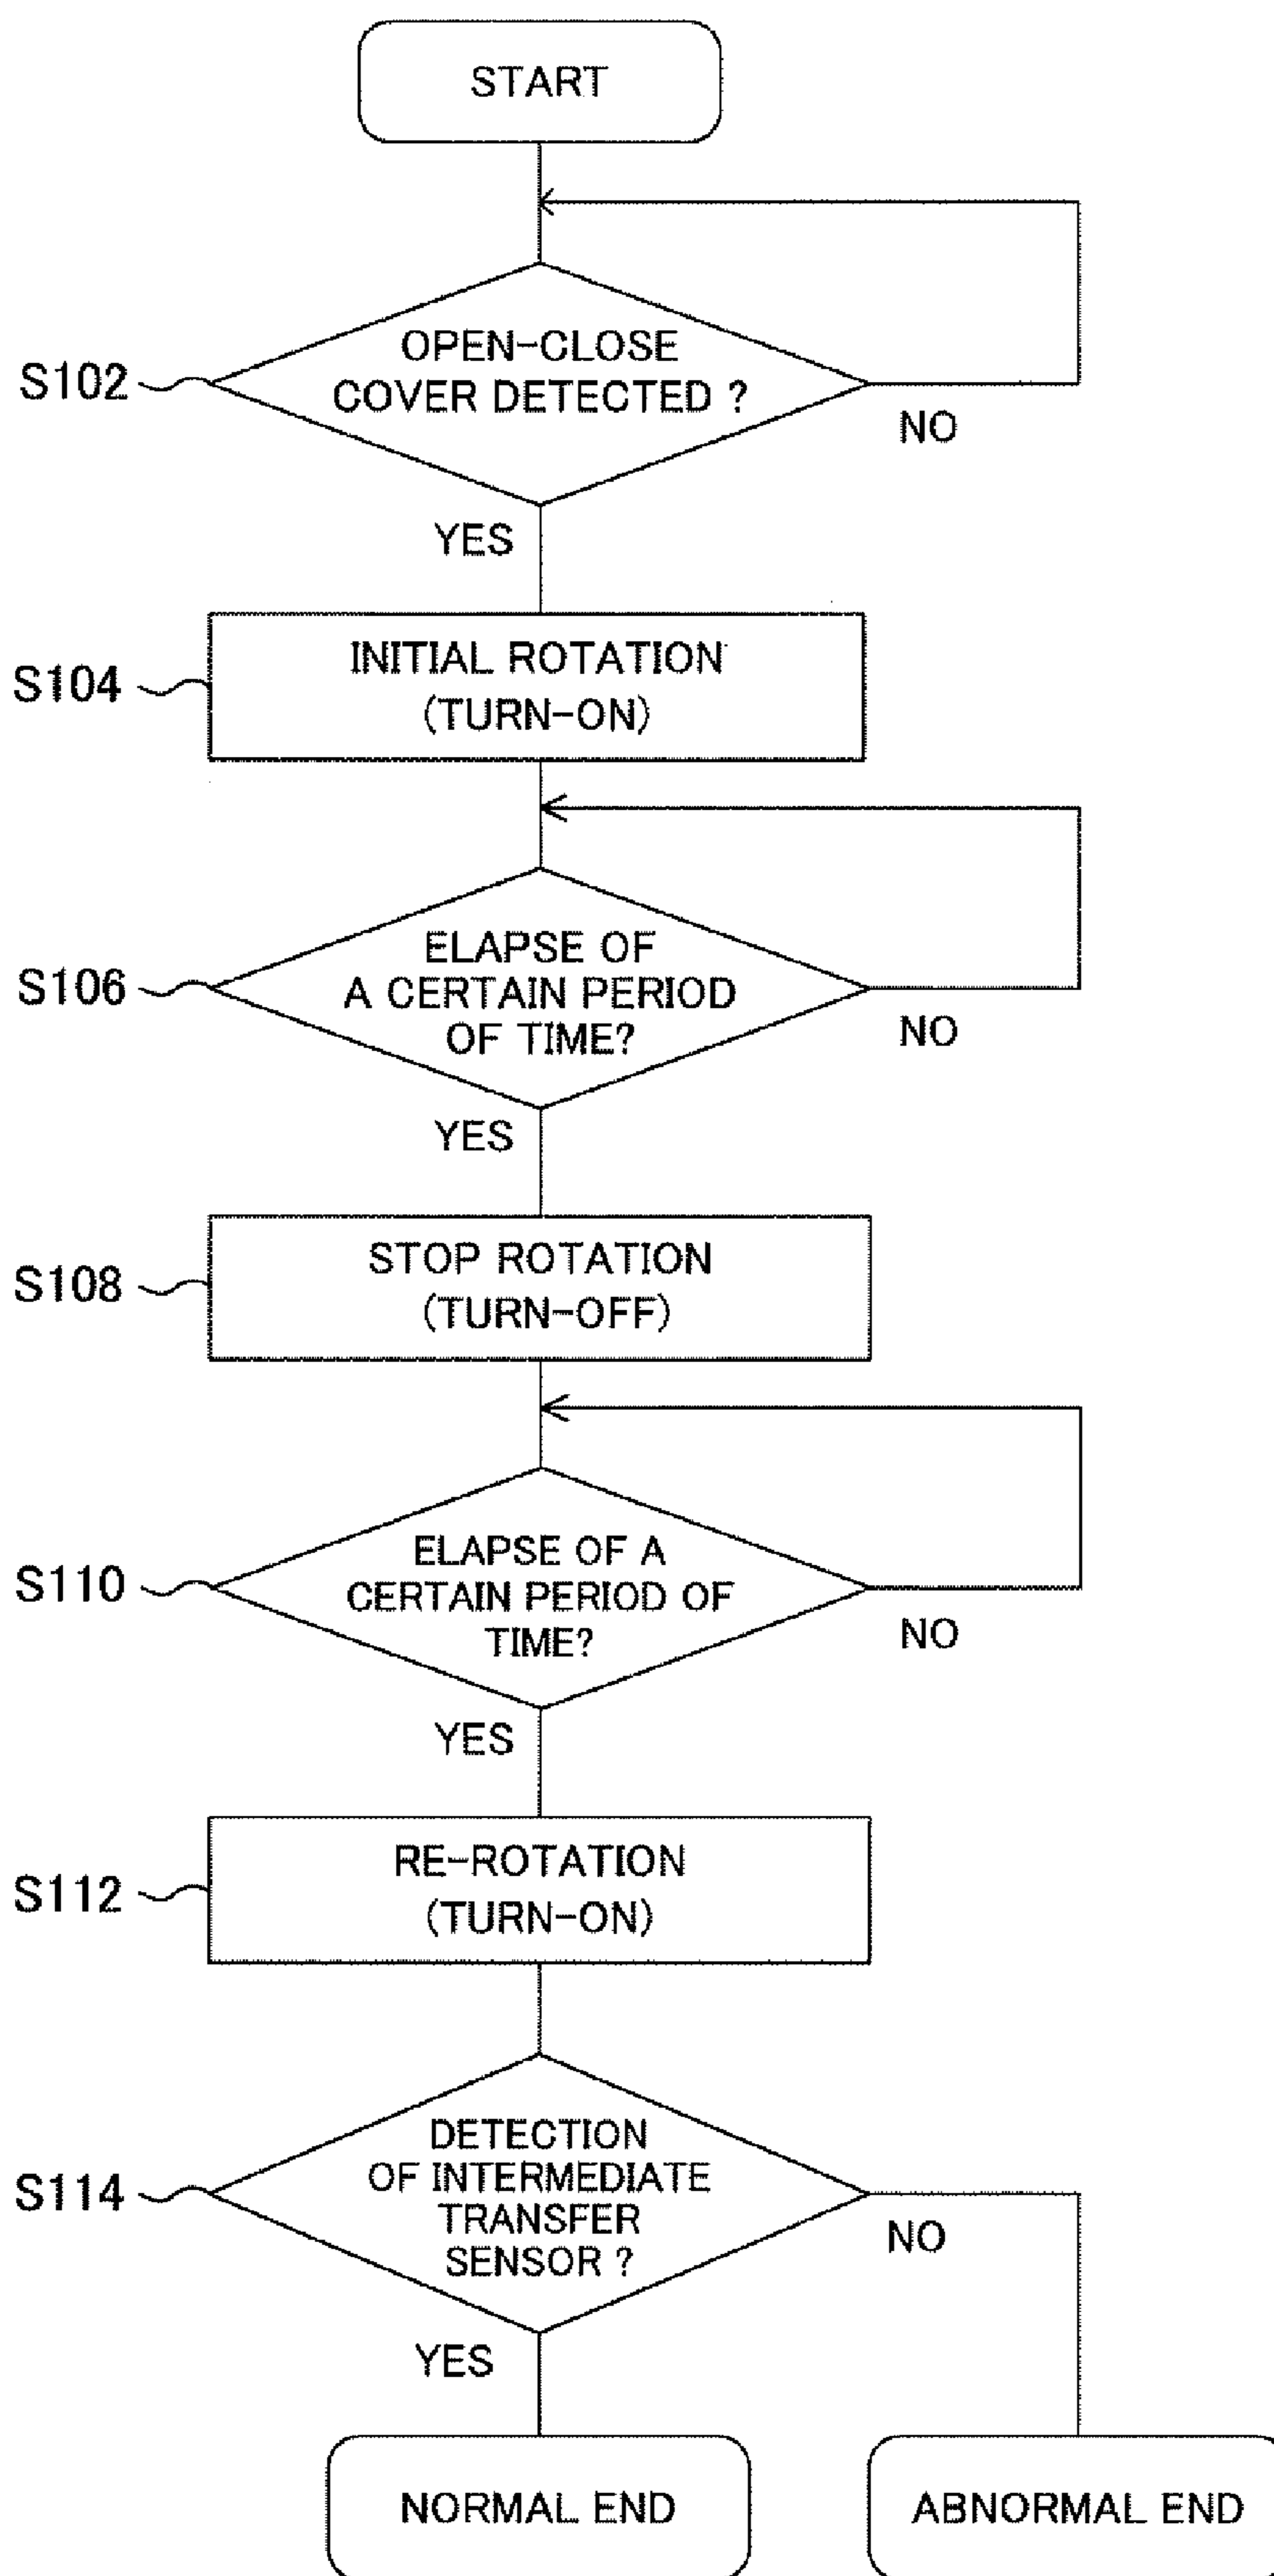 START
OPEN-CLOSE
COVER DETECTED ?
S102
NO
YES
INITIAL ROTATION
(TURN-ON)
S104
ELAPSE OF
A CERTAIN PERIOD
OF TIME?
S106
NO
YES
STOP ROTATION
(TURN-OFF)
S108
ELAPSE OF A
CERTAIN PERIOD OF
TIME?
S110
NO
YES
RE-ROTATION
(TURN-ON)
S112
DETECTION
OF INTERMEDIATE
TRANSFER
SENSOR ?
S114
NO
YES
NORMAL END
ABNORMAL END